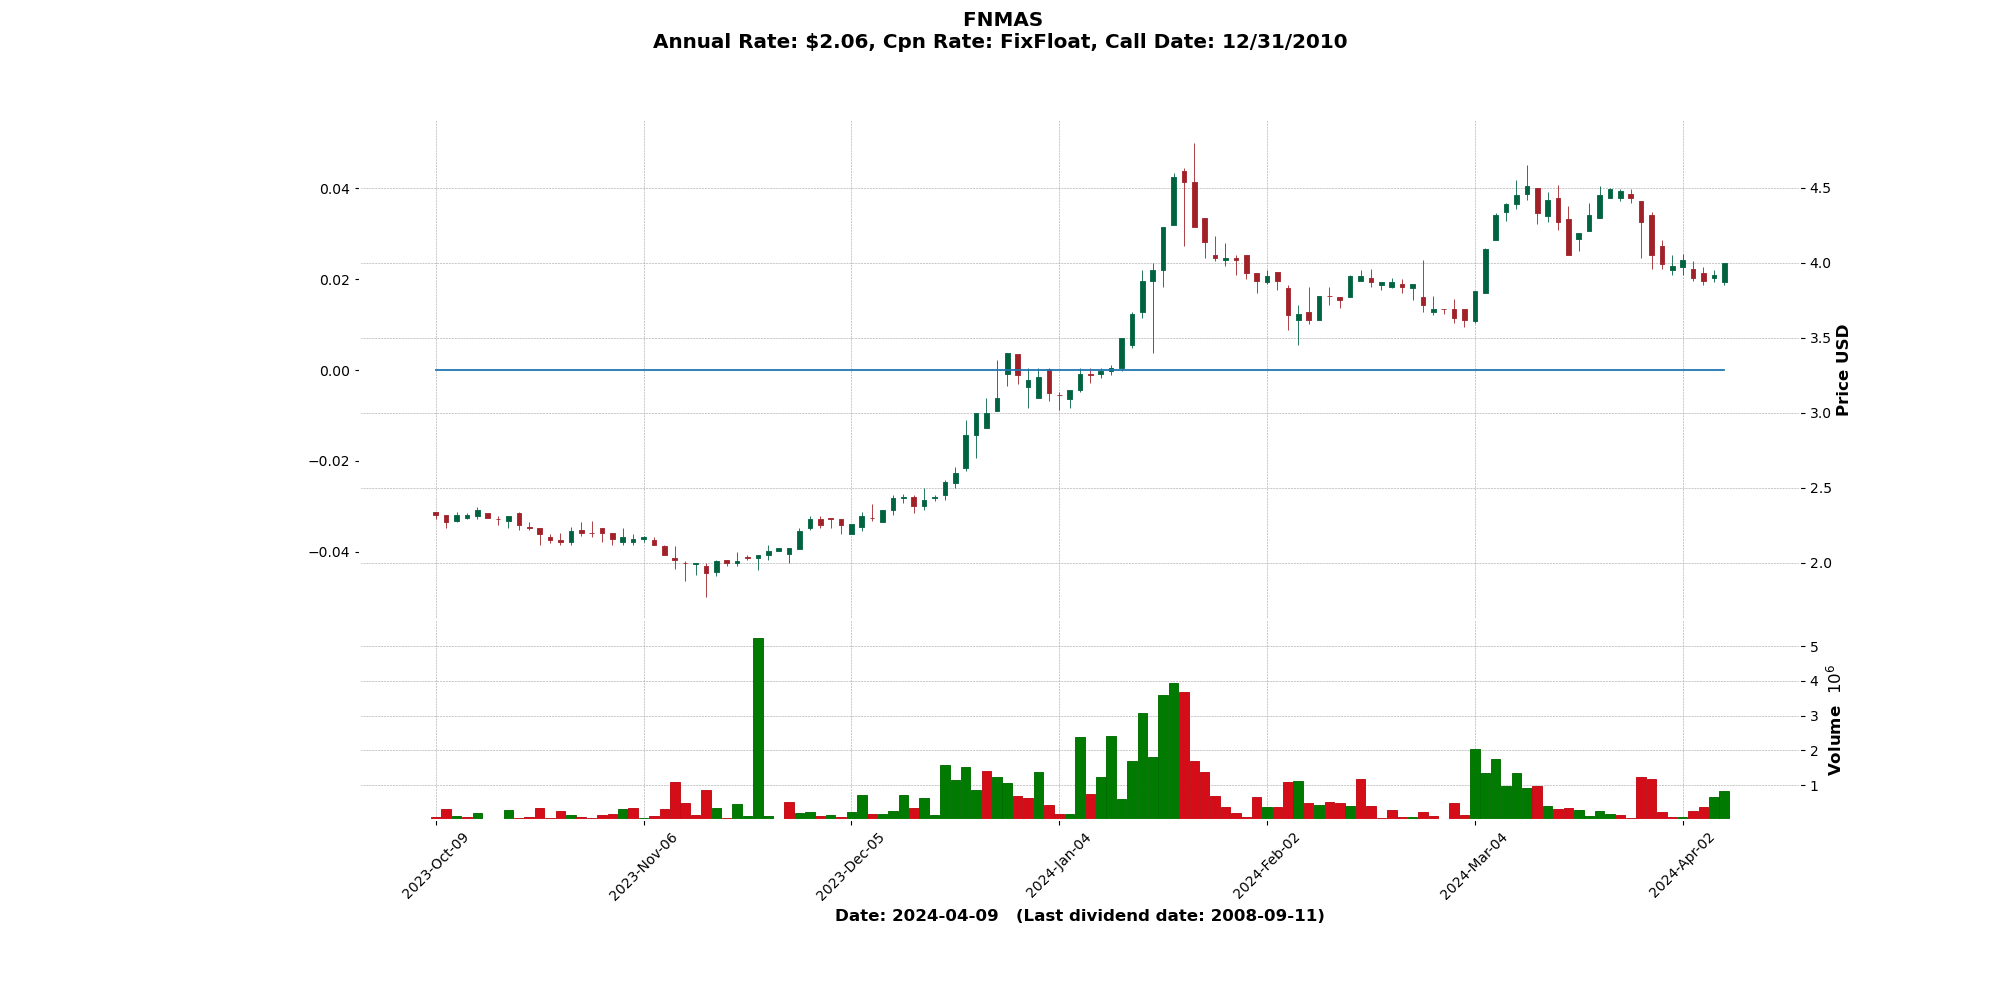 FNMAS
Annual Rate: $2.06, Cpn Rate: FixFloat, Call Date: 12/31/2010
0.04
0.02
0.00
−0.02
−0.04
4.5
4.0
3.5
3.0
2.5
2.0
Price USD
5
4
3
2
1
Volume 10^6
2023-Oct-09
2023-Nov-06
2023-Dec-05
2024-Jan-04
2024-Feb-02
2024-Mar-04
2024-Apr-02
Date: 2024-04-09 (Last dividend date: 2008-09-11)